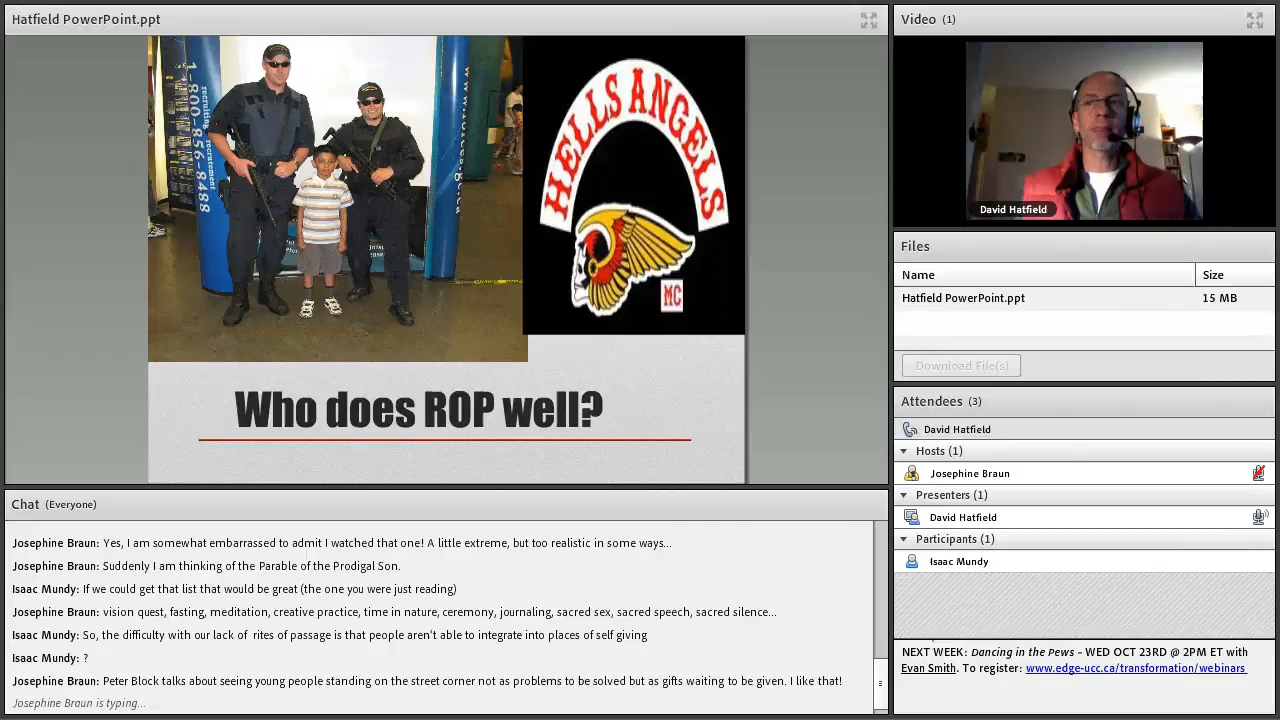 Hatfield PowerPoint.ppt
1-800-856-8488
recruiting recrutement
HELLS ANGELS
MC
Who does ROP well?
Chat (Everyone)
Josephine Braun: Yes, I am somewhat embarrassed to admit I watched that one! A little extreme, but too realistic in some ways...
Josephine Braun: Suddenly I am thinking of the Parable of the Prodigal Son.
Isaac Mundy: If we could get that list that would be great (the one you were just reading)
Josephine Braun: vision quest, fasting, meditation, creative practice, time in nature, ceremony, journaling, sacred sex, sacred speech, sacred silence...
Isaac Mundy: So, the difficulty with our lack of rites of passage is that people aren't able to integrate into places of self giving
Isaac Mundy: ?
Josephine Braun: Peter Block talks about seeing young people standing on the street corner not as problems to be solved but as gifts waiting to be given. I like that!
Josephine Braun is typing...
Video (1)
David Hatfield
Files
Name Size
Hatfield PowerPoint.ppt 15 MB
Download File(s)
Attendees (3)
David Hatfield
Hosts (1)
Josephine Braun
Presenters (1)
David Hatfield
Participants (1)
Isaac Mundy
NEXT WEEK: Dancing in the Pews - WED OCT 23RD @ 2PM ET with
Evan Smith. To register: www.edge-ucc.ca/transformation/webinars